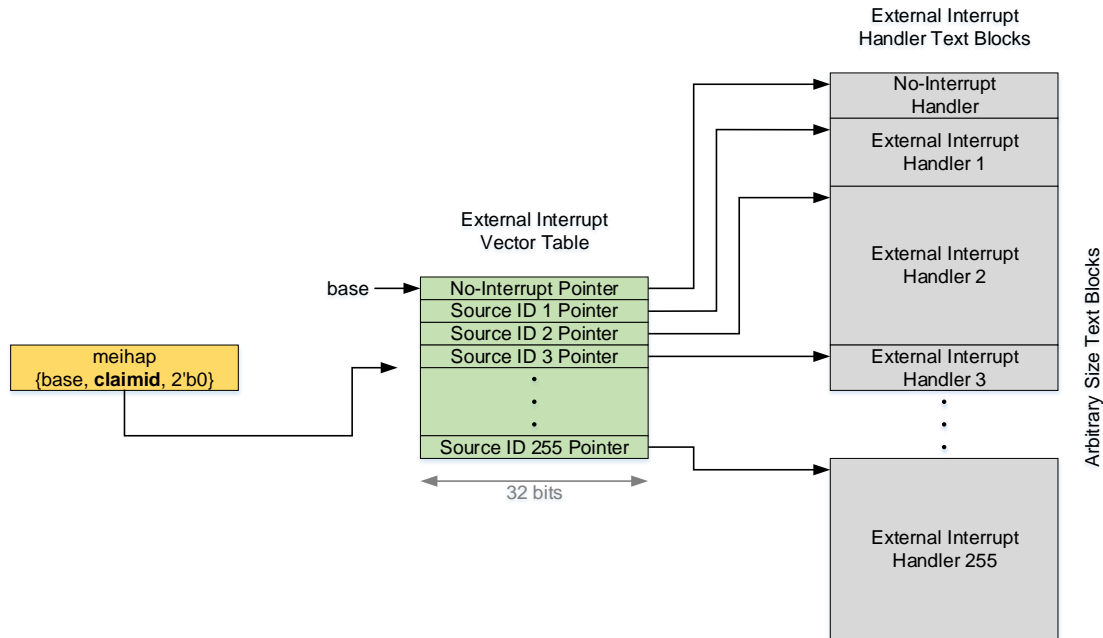 External Interrupt
Handler Text Blocks
No-Interrupt
Handler
External Interrupt
Handler 1
External Interrupt
Handler 2
External Interrupt
Handler 3
External Interrupt
Handler 255
Arbitrary Size Text Blocks
External Interrupt
Vector Table
base
No-Interrupt Pointer
Source ID 1 Pointer
Source ID 2 Pointer
Source ID 3 Pointer
Source ID 255 Pointer
32 bits
meihap
{base, claimid, 2'b0}